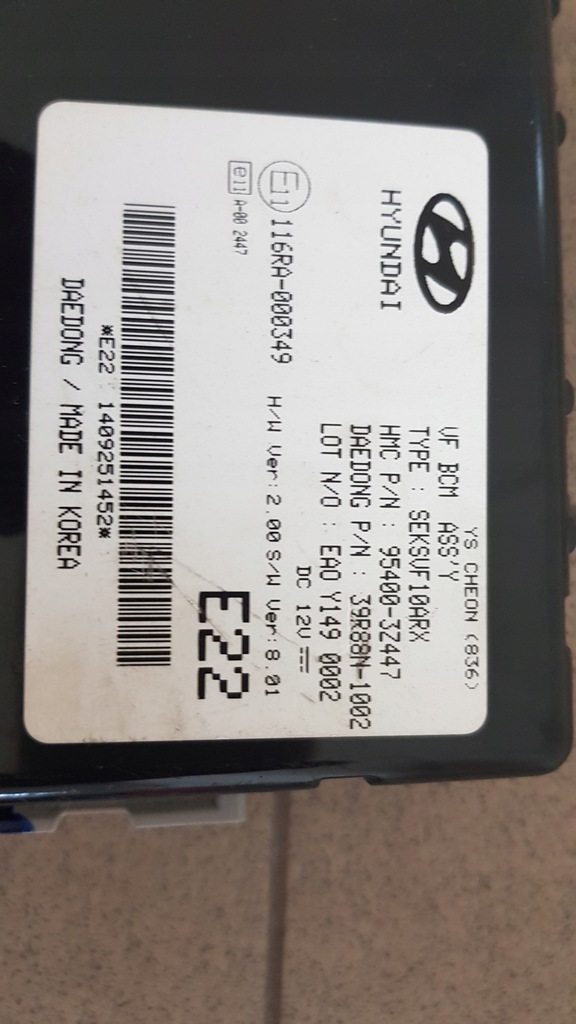 YS CHEON (836)
HYUNDAI
VF BCM ASS'Y
TYPE : SEKSVF10ARX
HMC P/N : 95400-3Z447
DAEDONG P/N : 39R88N-1002
LOT N/O : EAO Y149 0002
DC 12V
E11 116RA-000349 H/W Ver:2.00 S/W Ver:8.01
e11 A-00 2447
E22
*E22 1409251452*
DAEDONG / MADE IN KOREA